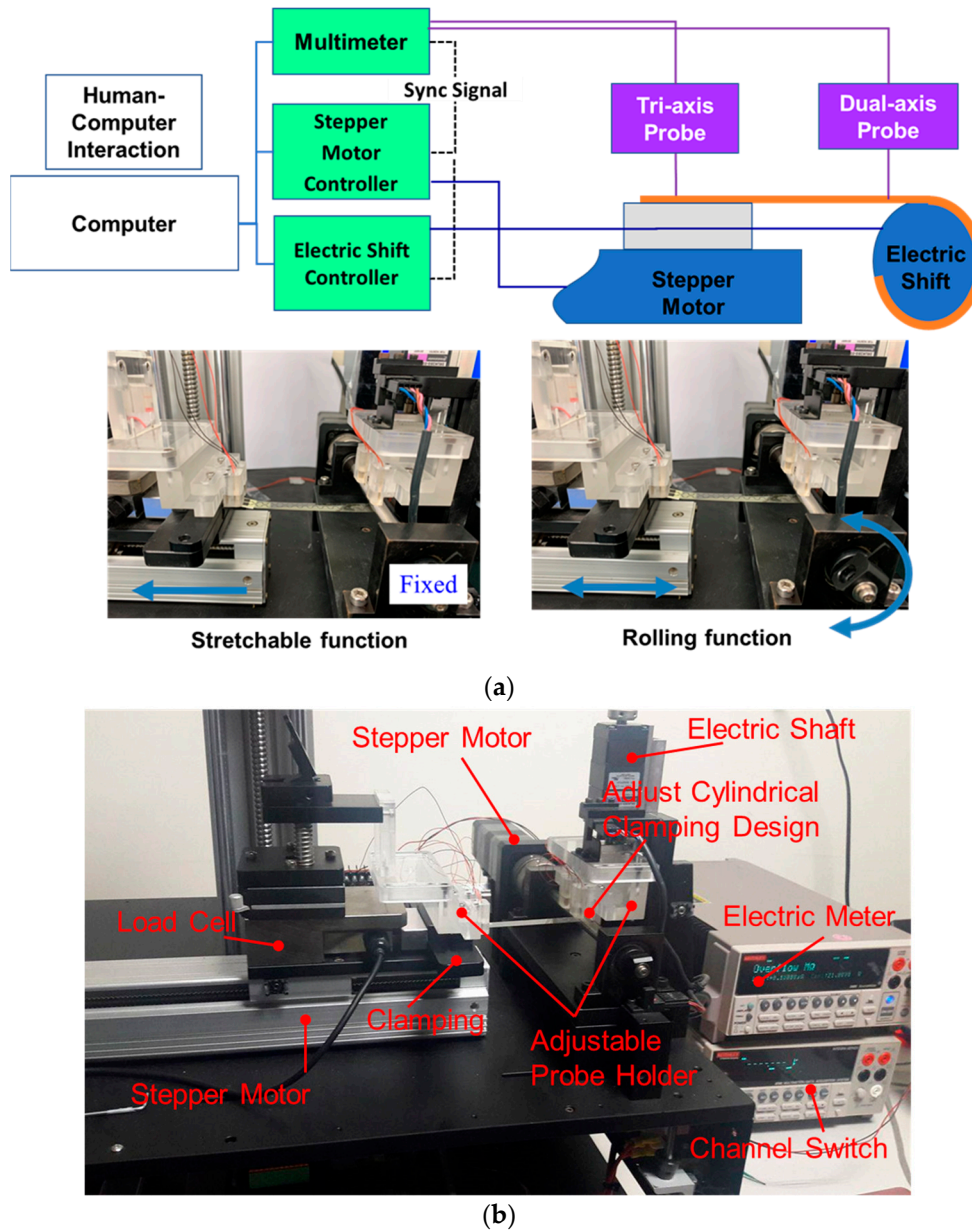 Multimeter
Sync Signal
Human-
Computer
Interaction
Stepper
Motor
Controller
Tri-axis
Probe
Dual-axis
Probe
Computer
Electric Shift
Controller
Stepper
Motor
Electric
Shift
Fixed
Stretchable function
Rolling function
(a)
Stepper Motor
Electric Shaft
Adjust Cylindrical
Clamping Design
Load Cell
Electric Meter
Overflow
Clamping
Adjustable
Probe Holder
Stepper Motor
Channel Switch
(b)